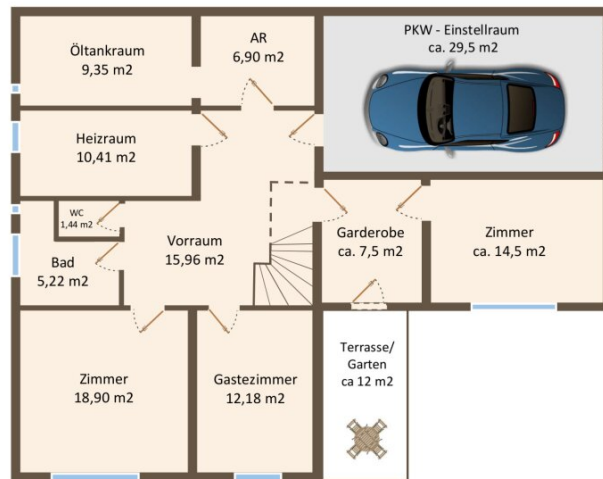 Öltankraum
9,35 m2
AR
6,90 m2
PKW - Einstellraum
ca. 29,5 m2
Heizraum
10,41 m2
WC
1,44 m2
Bad
5,22 m2
Vorraum
15,96 m2
Garderobe
ca. 7,5 m2
Zimmer
ca. 14,5 m2
Zimmer
18,90 m2
Gastezimmer
12,18 m2
Terrasse/
Garten
ca 12 m2